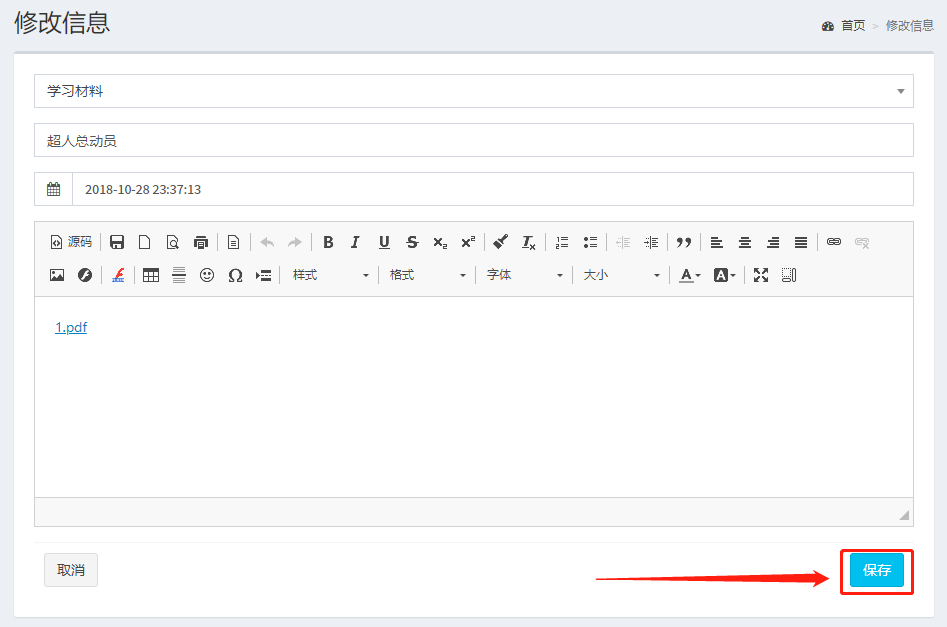 修改信息
首页 > 修改信息
学习材料
超人总动员
2018-10-28 23:37:13
源码
样式 格式 字体 大小
1.pdf
取消 保存